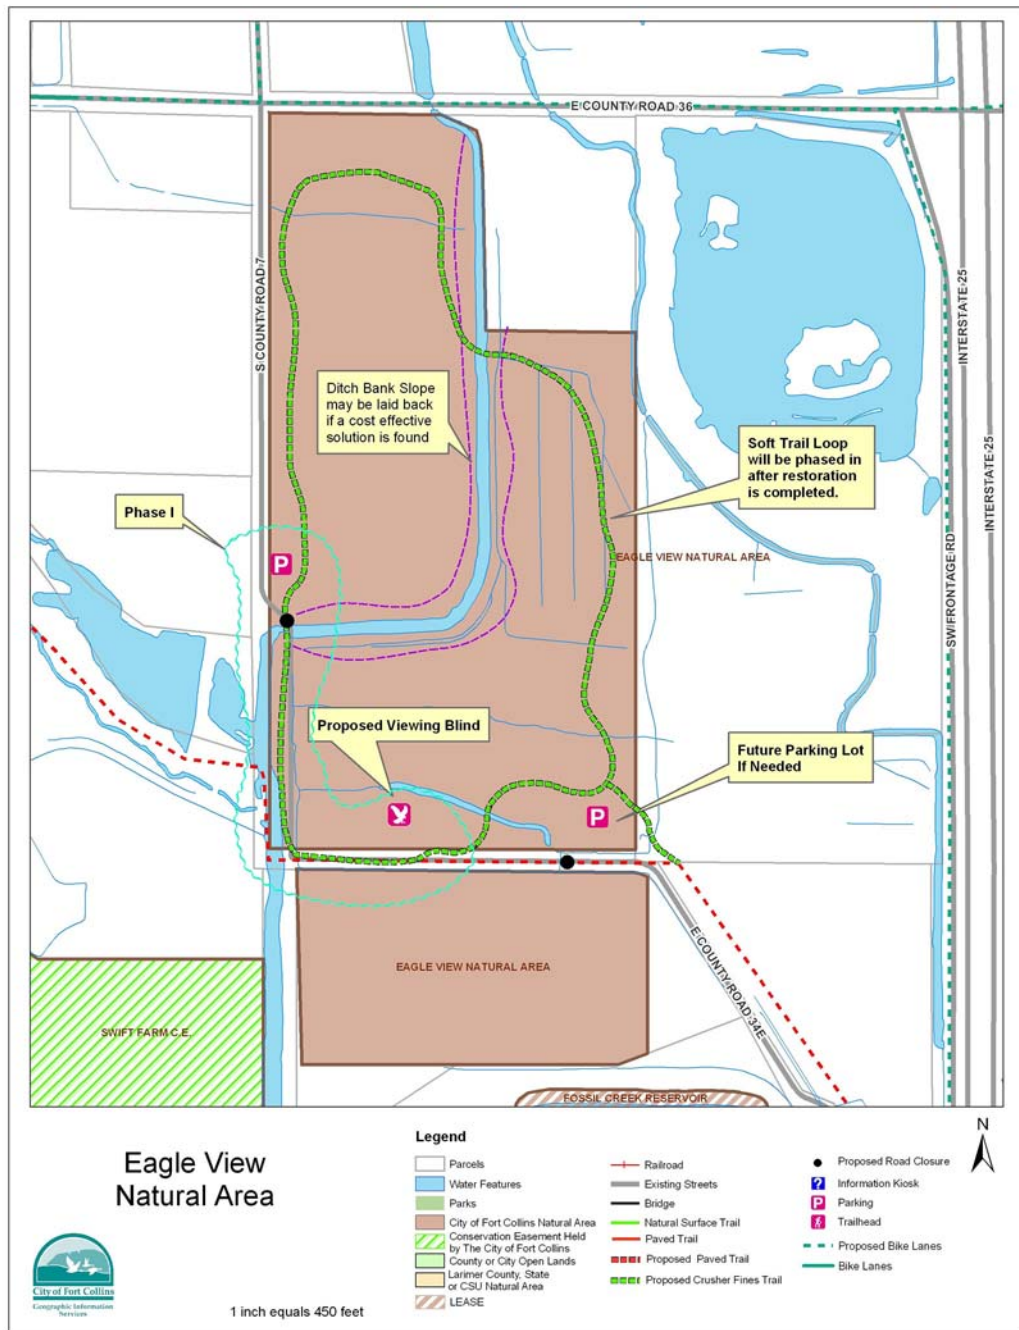 E COUNTY ROAD 36
S COUNTY ROAD 7
INTERSTATE 25
INTERSTATE 25
SW FRONTAGE RD
Ditch Bank Slope
may be laid back
if a cost effective
solution is found
Soft Trail Loop
will be phased in
after restoration
is completed.
Phase I
P
EAGLE VIEW NATURAL AREA
Proposed Viewing Blind
Future Parking Lot
If Needed
P
E COUNTY ROAD 34E
EAGLE VIEW NATURAL AREA
SWIFT FARM C.E.
FOSSIL CREEK RESERVOIR
N
Eagle View
Natural Area
City of Fort Collins
Geographic Information
Services
1 inch equals 450 feet
Legend
Parcels
Water Features
Parks
City of Fort Collins Natural Area
Conservation Easement Held
by The City of Fort Collins
County or City Open Lands
Larimer County, State
or CSU Natural Area
LEASE
Railroad
Existing Streets
Bridge
Natural Surface Trail
Paved Trail
Proposed Paved Trail
Proposed Crusher Fines Trail
Proposed Road Closure
? Information Kiosk
P Parking
Trailhead
Proposed Bike Lanes
Bike Lanes